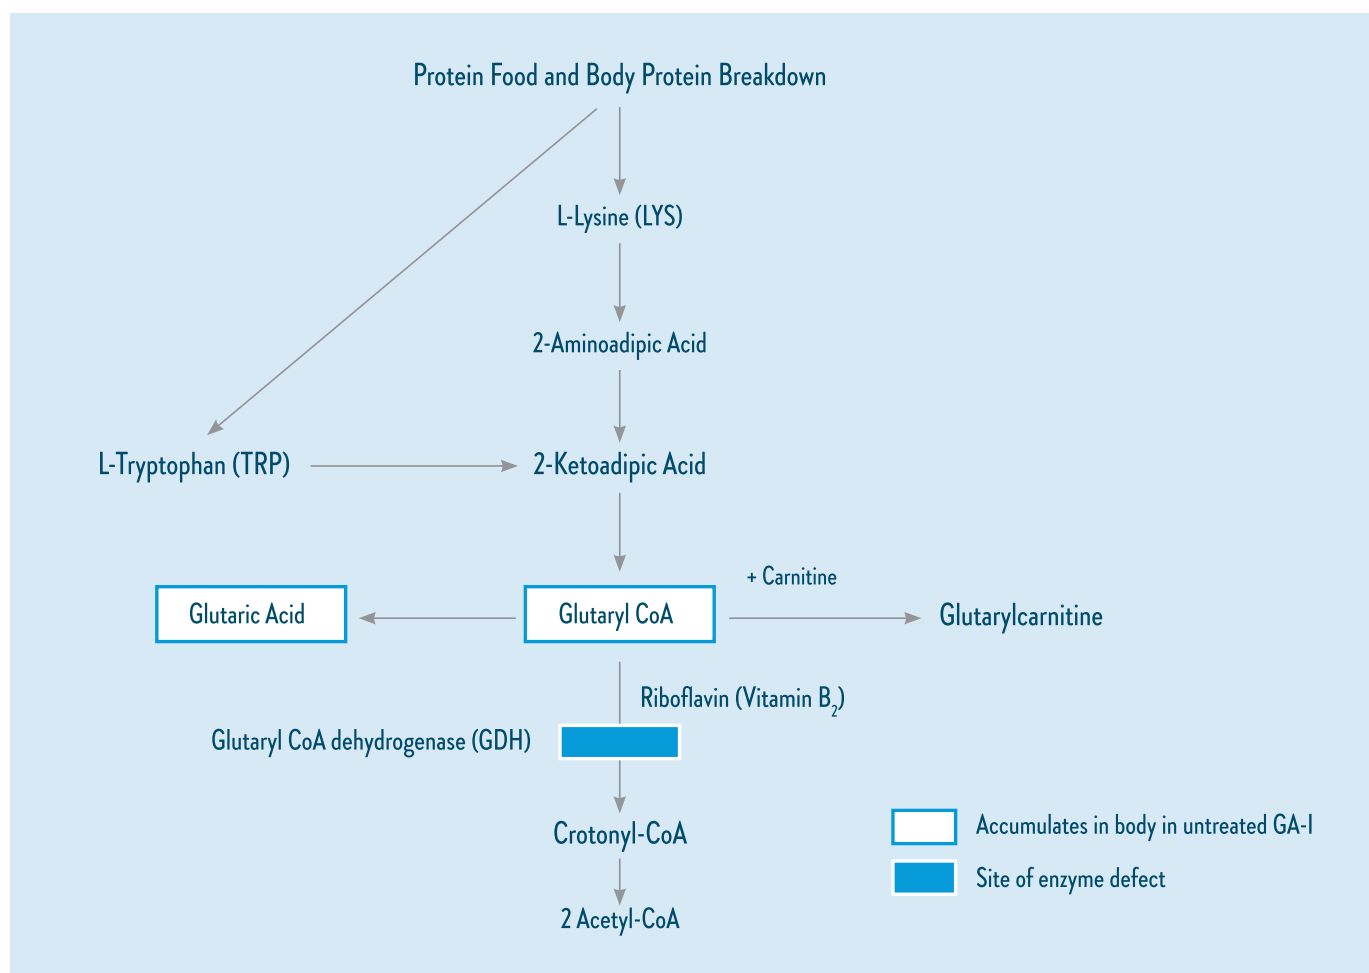 Protein Food and Body Protein Breakdown
L-Lysine (LYS)
2-Aminoadipic Acid
L-Tryptophan (TRP)
2-Ketoadipic Acid
+ Carnitine
Glutaric Acid
Glutaryl CoA
Glutarylcarnitine
Riboflavin (Vitamin B₂)
Glutaryl CoA dehydrogenase (GDH)
Crotonyl-CoA
2 Acetyl-CoA
Accumulates in body in untreated GA-I
Site of enzyme defect